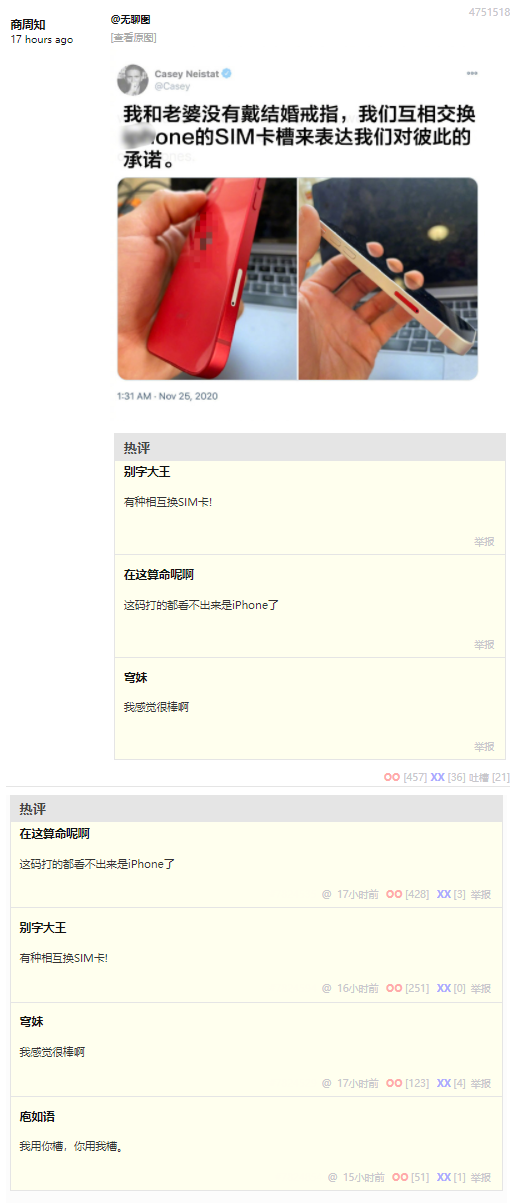 商周知
17 hours ago
@无聊图
[查看原图]
4751518
Casey Neistat
@Casey
我和老婆没有戴结婚戒指，我们互相交换
iphone的SIM卡槽来表达我们对彼此的
承诺。
1:31 AM · Nov 25, 2020
热评
别字大王
有种相互换SIM卡!
举报
在这算命呢啊
这码打的都看不出来是iPhone了
举报
穹妹
我感觉很棒啊
举报
OO [457] XX [36] 吐槽 [21]
热评
在这算命呢啊
这码打的都看不出来是iPhone了
@ 17小时前 OO [428] XX [3] 举报
别字大王
有种相互换SIM卡!
@ 16小时前 OO [251] XX [0] 举报
穹妹
我感觉很棒啊
@ 17小时前 OO [123] XX [4] 举报
庖如语
我用你槽，你用我槽。
@ 15小时前 OO [51] XX [1] 举报